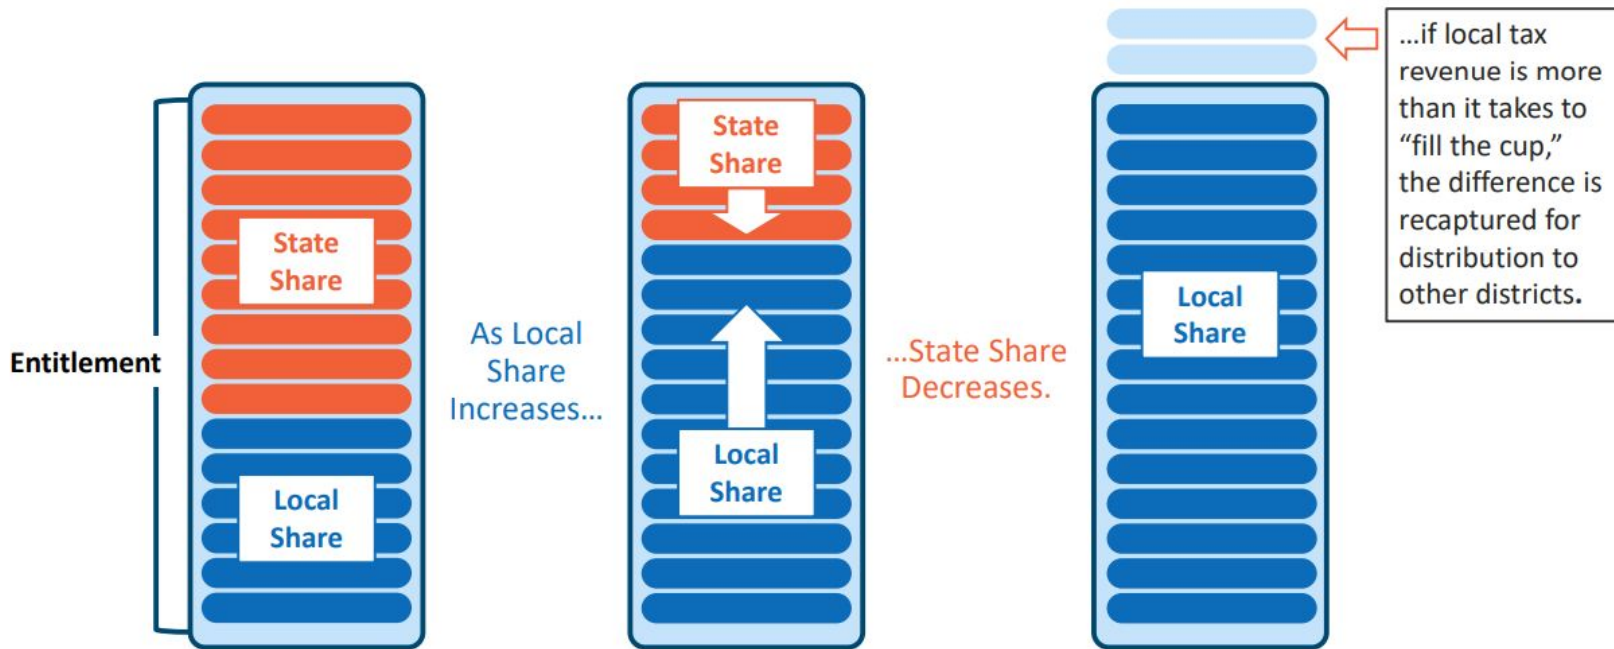 Entitlement
State
Share
Local
Share
As Local
Share
Increases...
State
Share
Local
Share
...State Share
Decreases.
Local
Share
...if local tax
revenue is more
than it takes to
“fill the cup,”
the difference is
recaptured for
distribution to
other districts.